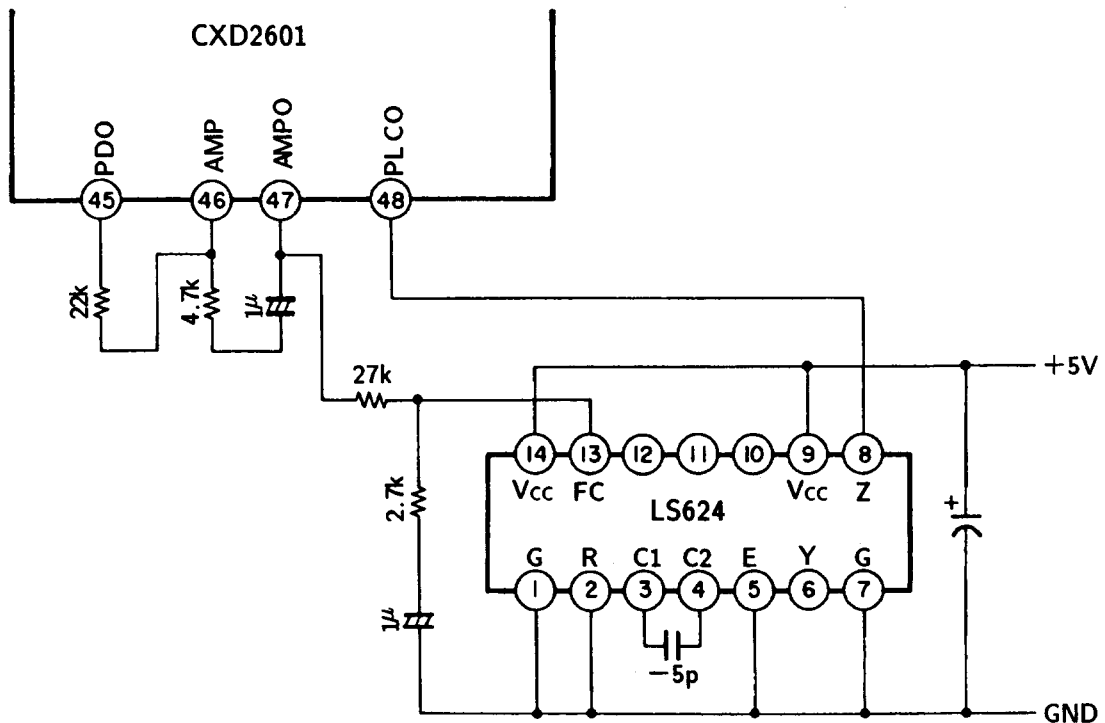 CXD2601
PDO
AMP
AMPO
PLCO
45
46
47
48
22k
4.7k
1μ
27k
+5V
14
13
12
11
10
9
8
Vcc
FC
Vcc
Z
2.7k
LS624
+
G
R
C1
C2
E
Y
G
1
2
3
4
5
6
7
1μ
–5p
GND